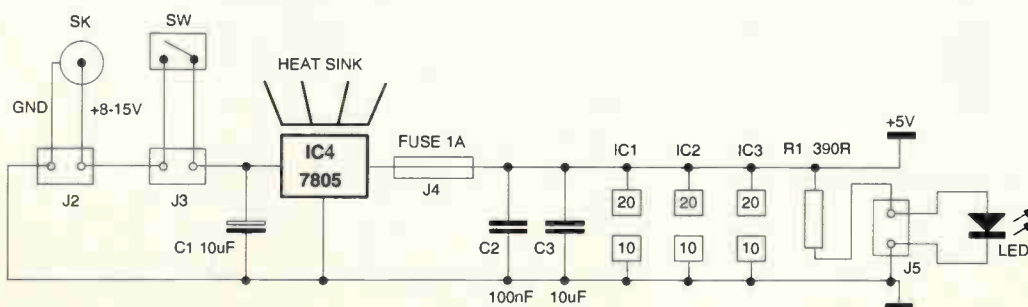 SK
SW
HEAT SINK
GND
+8-15V
IC4
7805
FUSE 1A
J4
IC1
IC2
IC3
R1 390R
+5V
20
20
20
10
10
10
J2
J3
C1 10uF
C2
C3
100nF
10uF
J5
LED